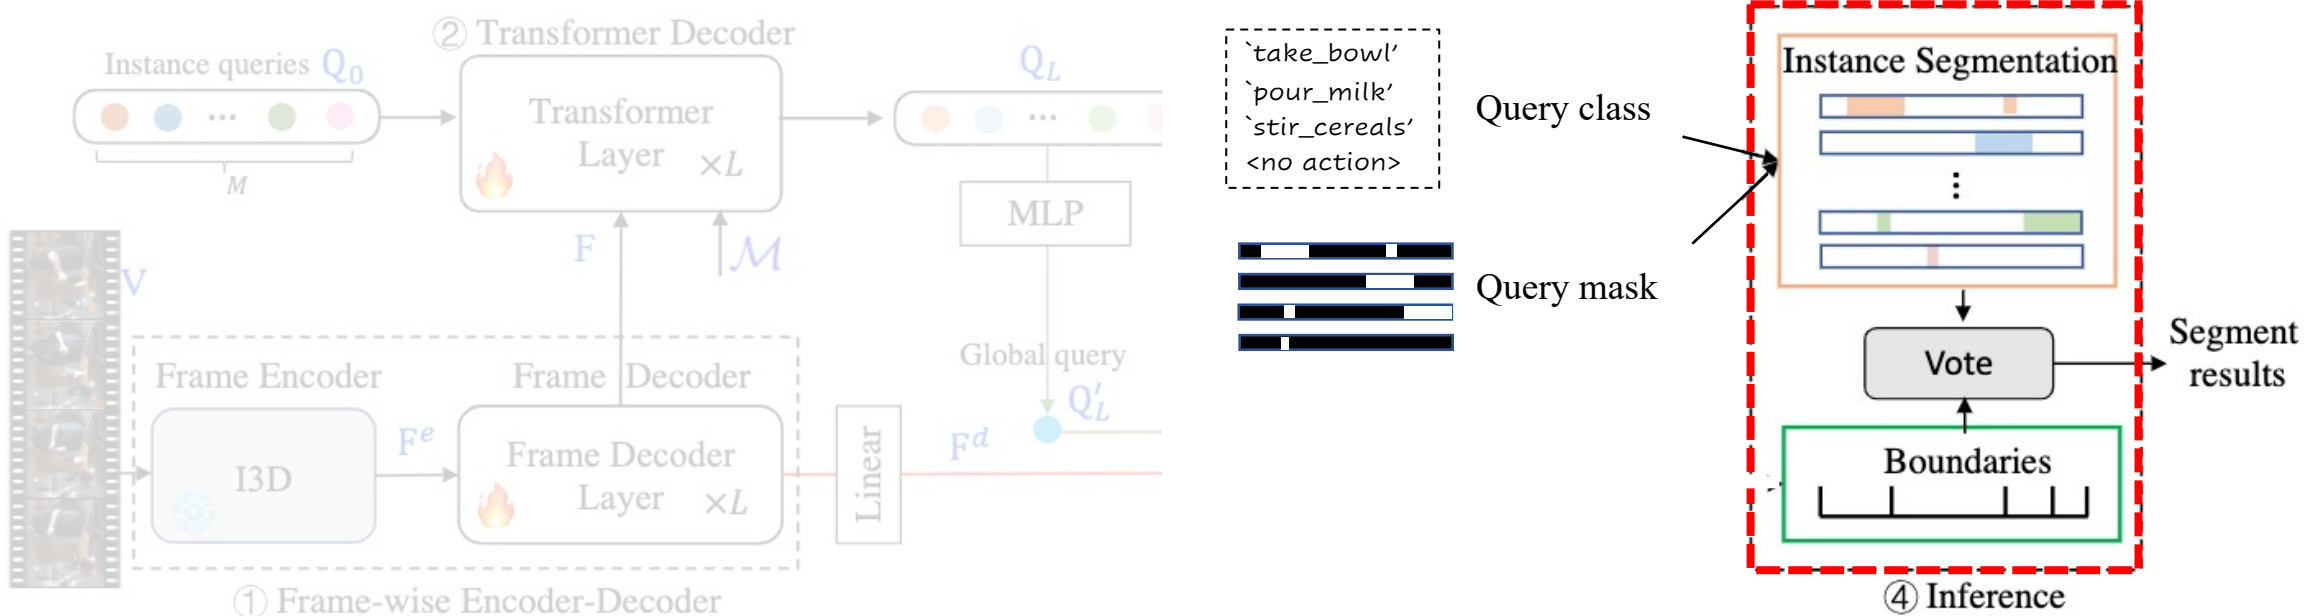 ② Transformer Decoder
Instance queries Q₀
··· 
M
Transformer
Layer ×L
Q_L
···
MLP
F
ℳ
V
Frame Encoder
Frame Decoder
I3D
Fᵉ
Frame Decoder
Layer ×L
Linear
Fᵈ
Global query
Q′_L
① Frame-wise Encoder-Decoder
`take_bowl’
`pour_milk’
`stir_cereals’
<no action>
Query class
Query mask
Instance Segmentation
⋮
Vote
Segment
results
Boundaries
④ Inference